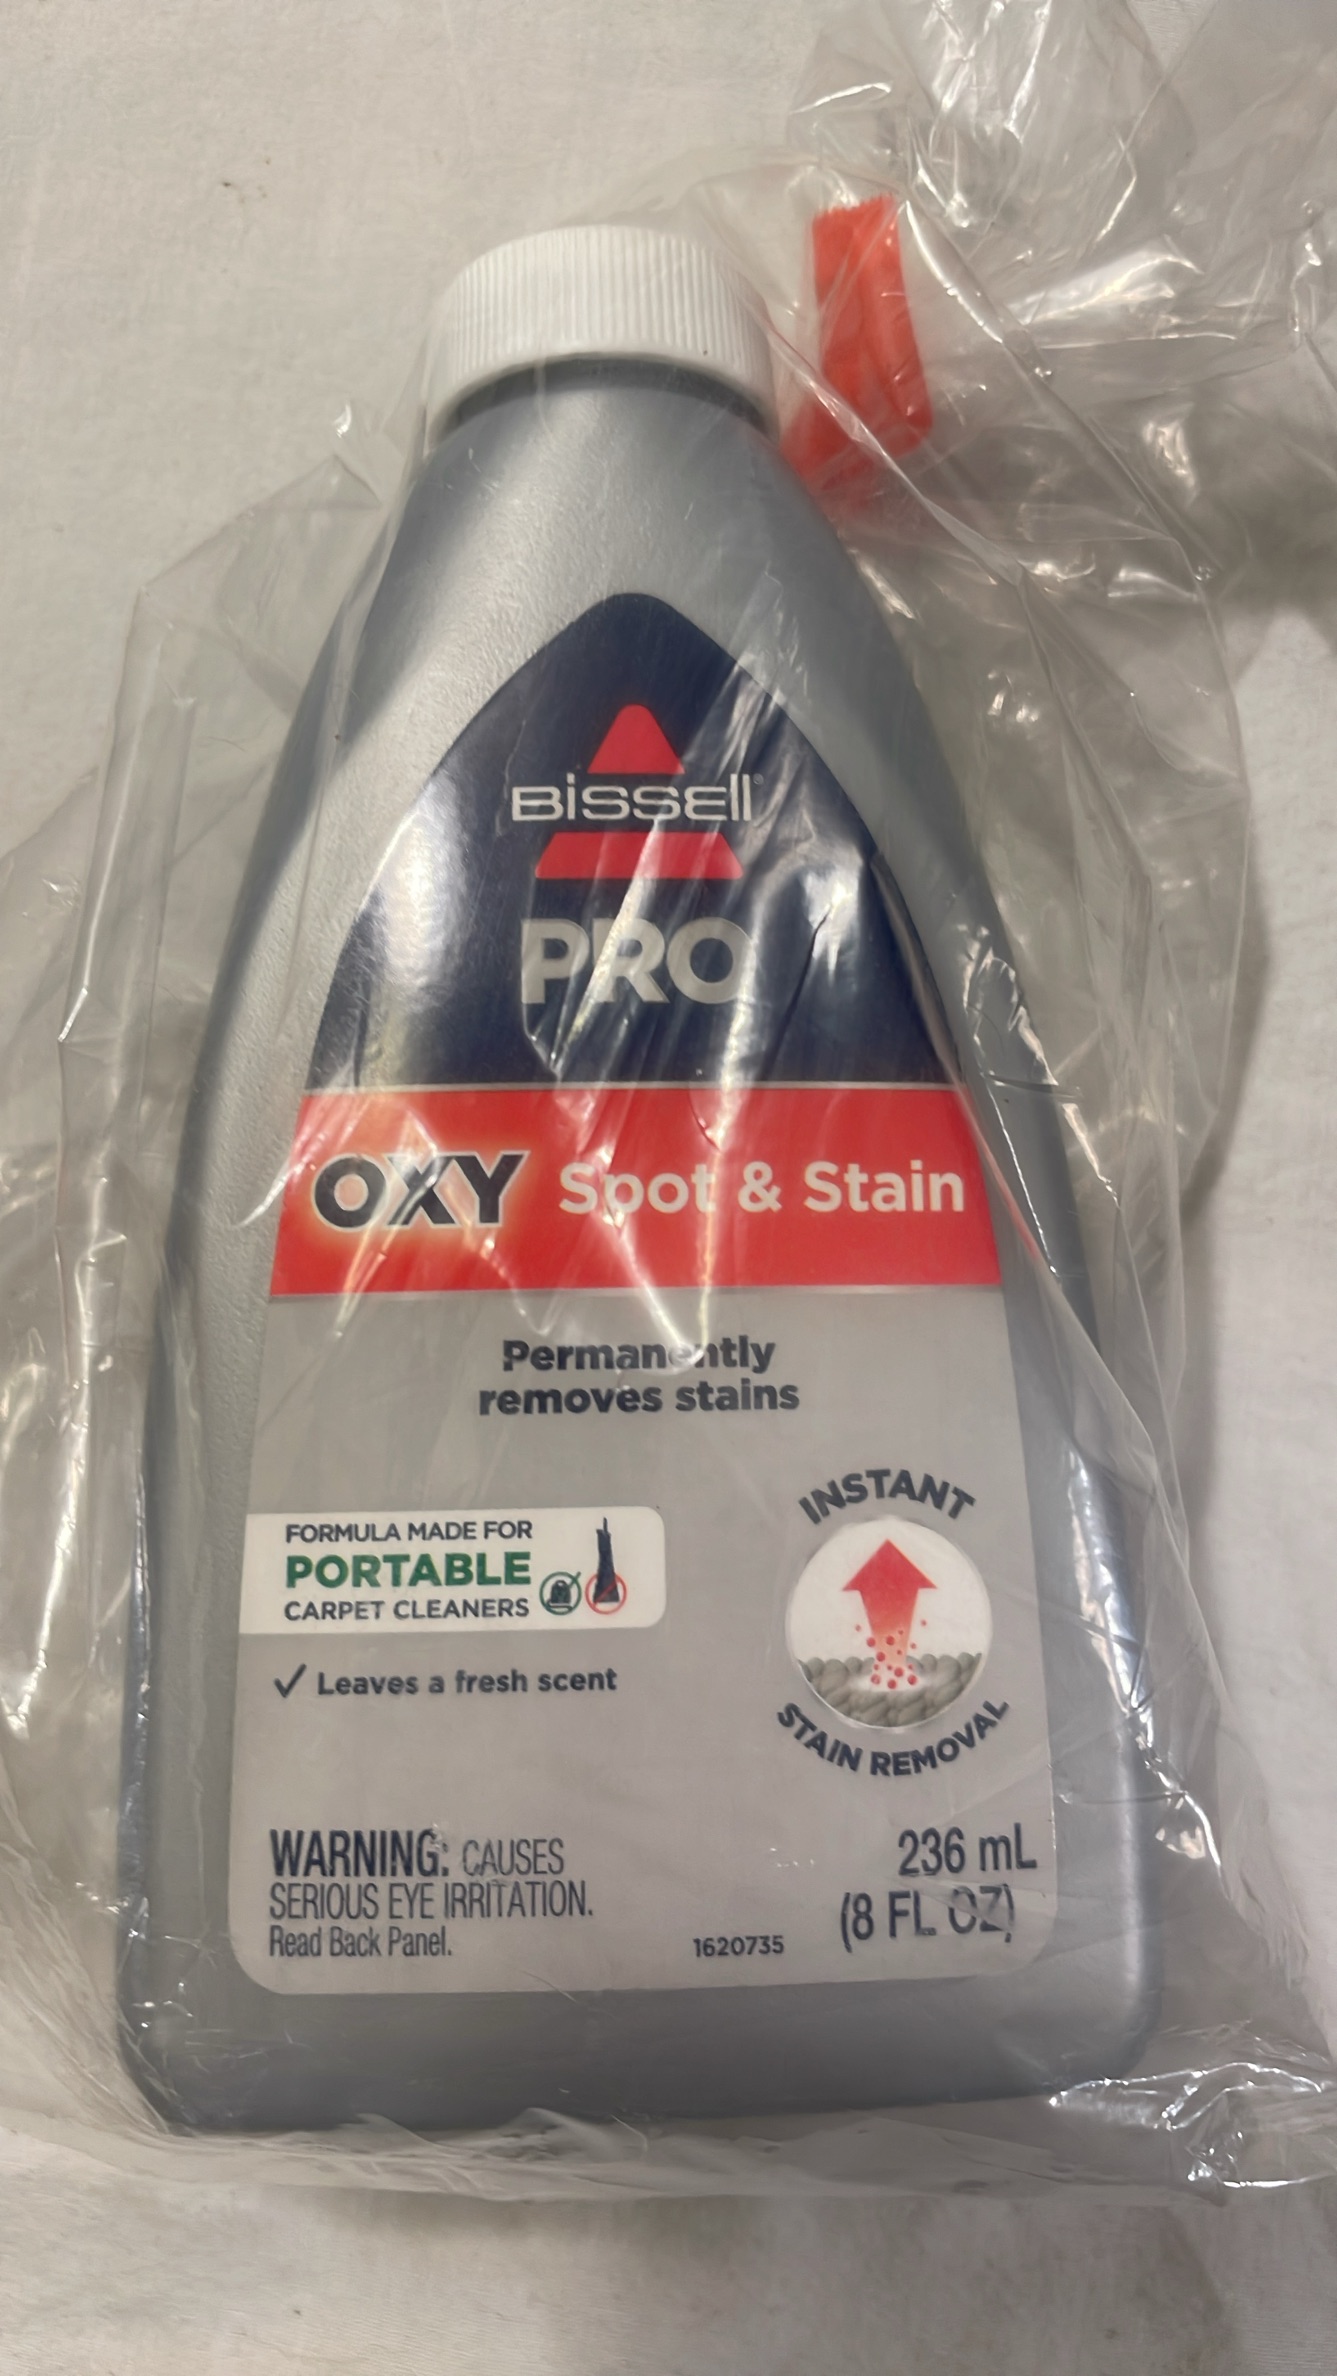 BISSELL®
PRO
OXY Spot & Stain
Permanently
removes stains
FORMULA MADE FOR
PORTABLE
CARPET CLEANERS
✓ Leaves a fresh scent
INSTANT
STAIN REMOVAL
WARNING: CAUSES
SERIOUS EYE IRRITATION.
Read Back Panel.
1620735
236 mL
(8 FL OZ)